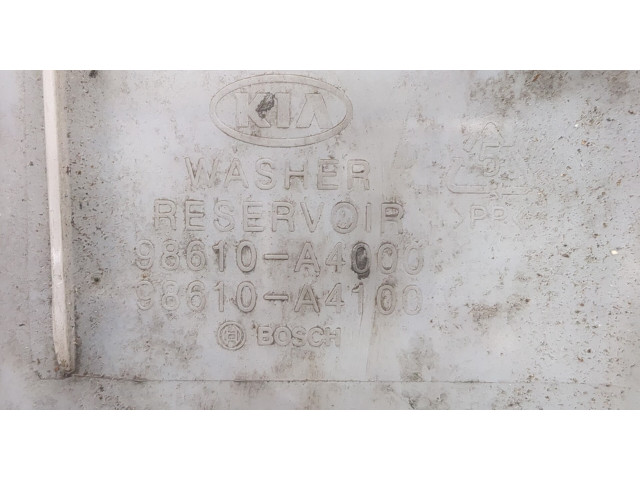 KIA
WASHER
RESERVOIR
98610-A4000
98610-A4100
BOSCH
>PP<